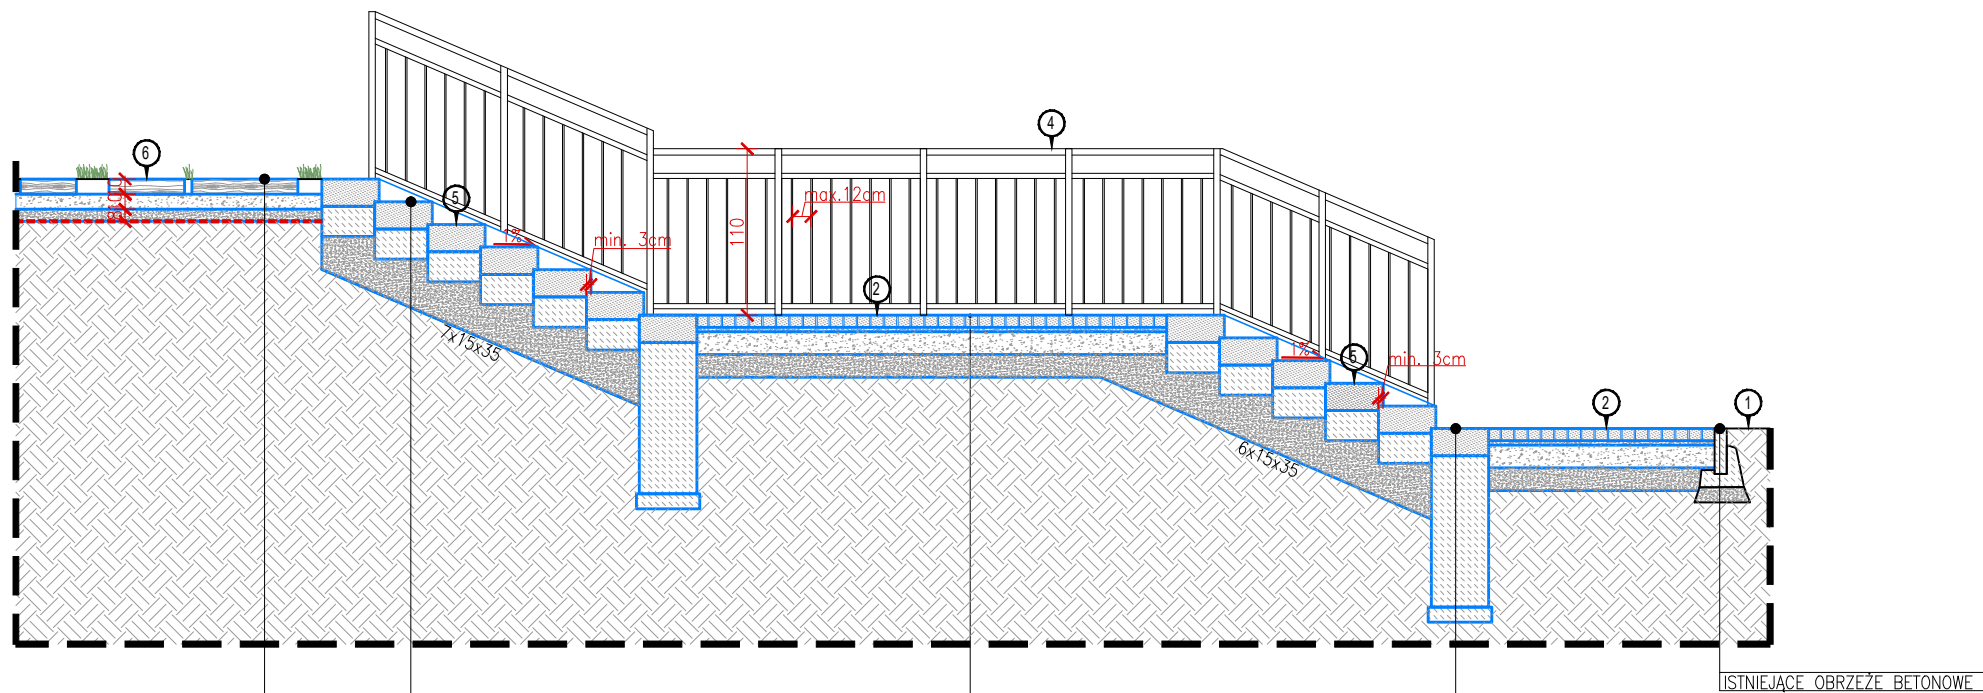 4
6
5
max.12cm
110
1%
min. 3cm
2
7x15x35
1%
5
min. 3cm
2
1
6x15x35
ISTNIEJĄCE OBRZEŻE BETONOWE